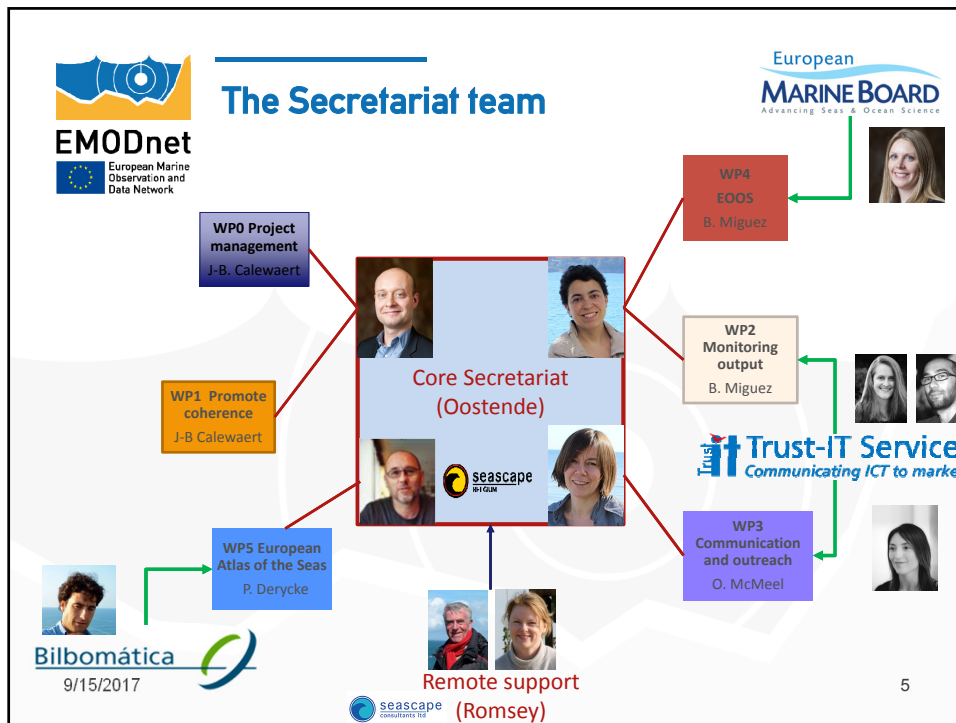 The Secretariat team
EMODnet
European Marine
Observation and
Data Network
European
MARINE BOARD
Advancing Seas & Ocean Science
WP4
EOOS
B. Miguez
WP0 Project
management
J-B. Calewaert
WP2
Monitoring
output
B. Miguez
Core Secretariat
(Oostende)
WP1 Promote
coherence
J-B Calewaert
seascape
Trust
it Trust-IT Service
Communicating ICT to marke
WP5 European
Atlas of the Seas
P. Derycke
WP3
Communication
and outreach
O. McMeel
Bilbomática
9/15/2017
Remote support
(Romsey)
seascape
consultants ltd
5